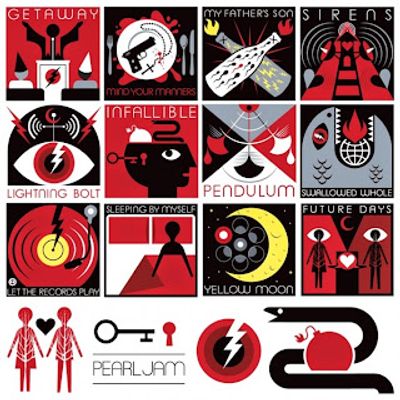 GETAWAY
MIND YOUR MANNERS
MY FATHER'S SON
SIRENS
LIGHTNING BOLT
INFALLIBLE
PENDULUM
SWALLOWED WHOLE
LET THE RECORDS PLAY
SLEEPING BY MYSELF
YELLOW MOON
FUTURE DAYS
PEARL JAM